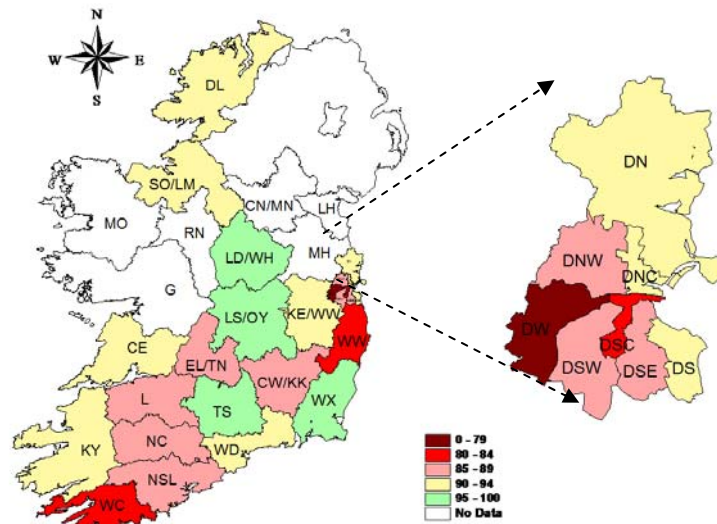 N
W E
S
DL
SO/LM
CN/MN
LH
MO
RN
MH
LD/WH
G
LS/OY
KE/WW
WW
CE
EL/TN
CW/KK
L
TS
WX
KY
NC
WD
NSL
WC
DN
DNW
DNC
DW
DSC
DSW
DSE
DS
0 - 79
80 - 84
85 - 89
90 - 94
95 - 100
No Data